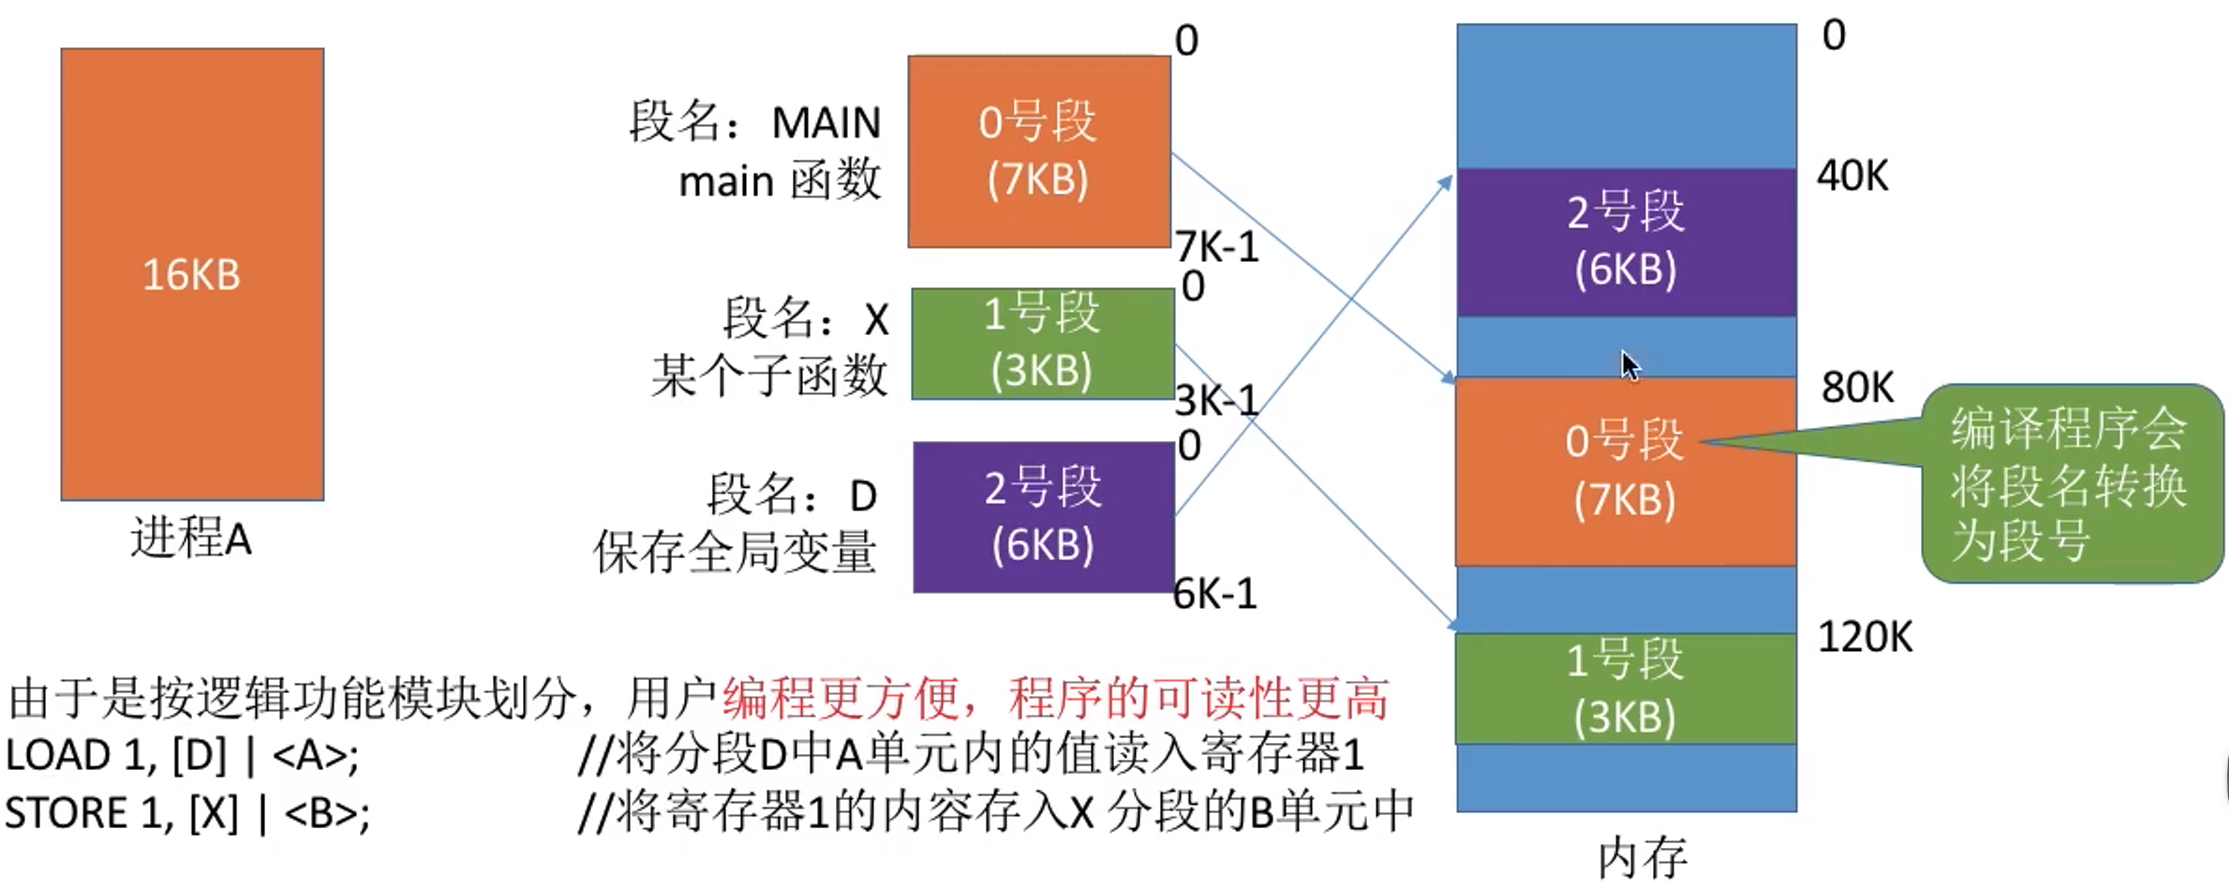 16KB
进程A
段名：MAIN
main 函数
0号段
(7KB)
0
7K-1
段名：X
某个子函数
1号段
(3KB)
0
3K-1
段名：D
保存全局变量
2号段
(6KB)
0
6K-1
0
40K
2号段
(6KB)
80K
0号段
(7KB)
编译程序会
将段名转换
为段号
120K
1号段
(3KB)
内存
由于是按逻辑功能模块划分，用户编程更方便，程序的可读性更高
LOAD 1, [D] | <A>; //将分段D中A单元内的值读入寄存器1
STORE 1, [X] | <B>; //将寄存器1的内容存入X 分段的B单元中